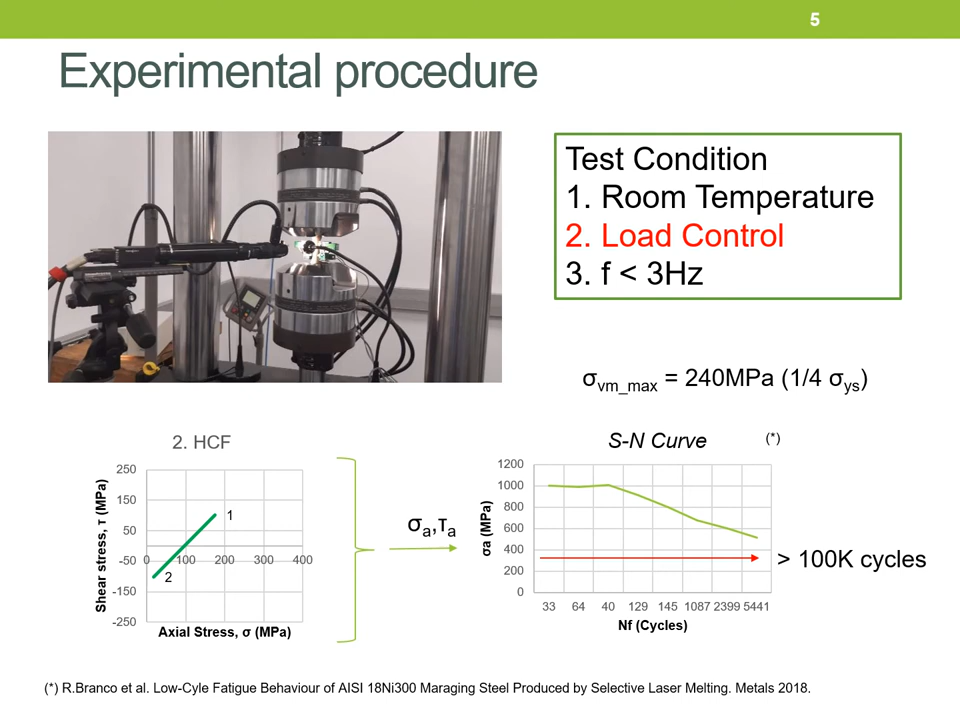 5
Experimental procedure
Test Condition
1. Room Temperature
2. Load Control
3. f < 3Hz
σvm_max = 240MPa (1/4 σys)
2. HCF
250
150
50
-50
-150
-250
0
100
200
300
400
1
2
Shear stress, τ (MPa)
Axial Stress, σ (MPa)
σa,τa
S-N Curve
(*)
1200
1000
800
600
400
200
0
σa (MPa)
33 64 40 129 145 1087 2399 5441
Nf (Cycles)
> 100K cycles
(*) R.Branco et al. Low-Cyle Fatigue Behaviour of AISI 18Ni300 Maraging Steel Produced by Selective Laser Melting. Metals 2018.